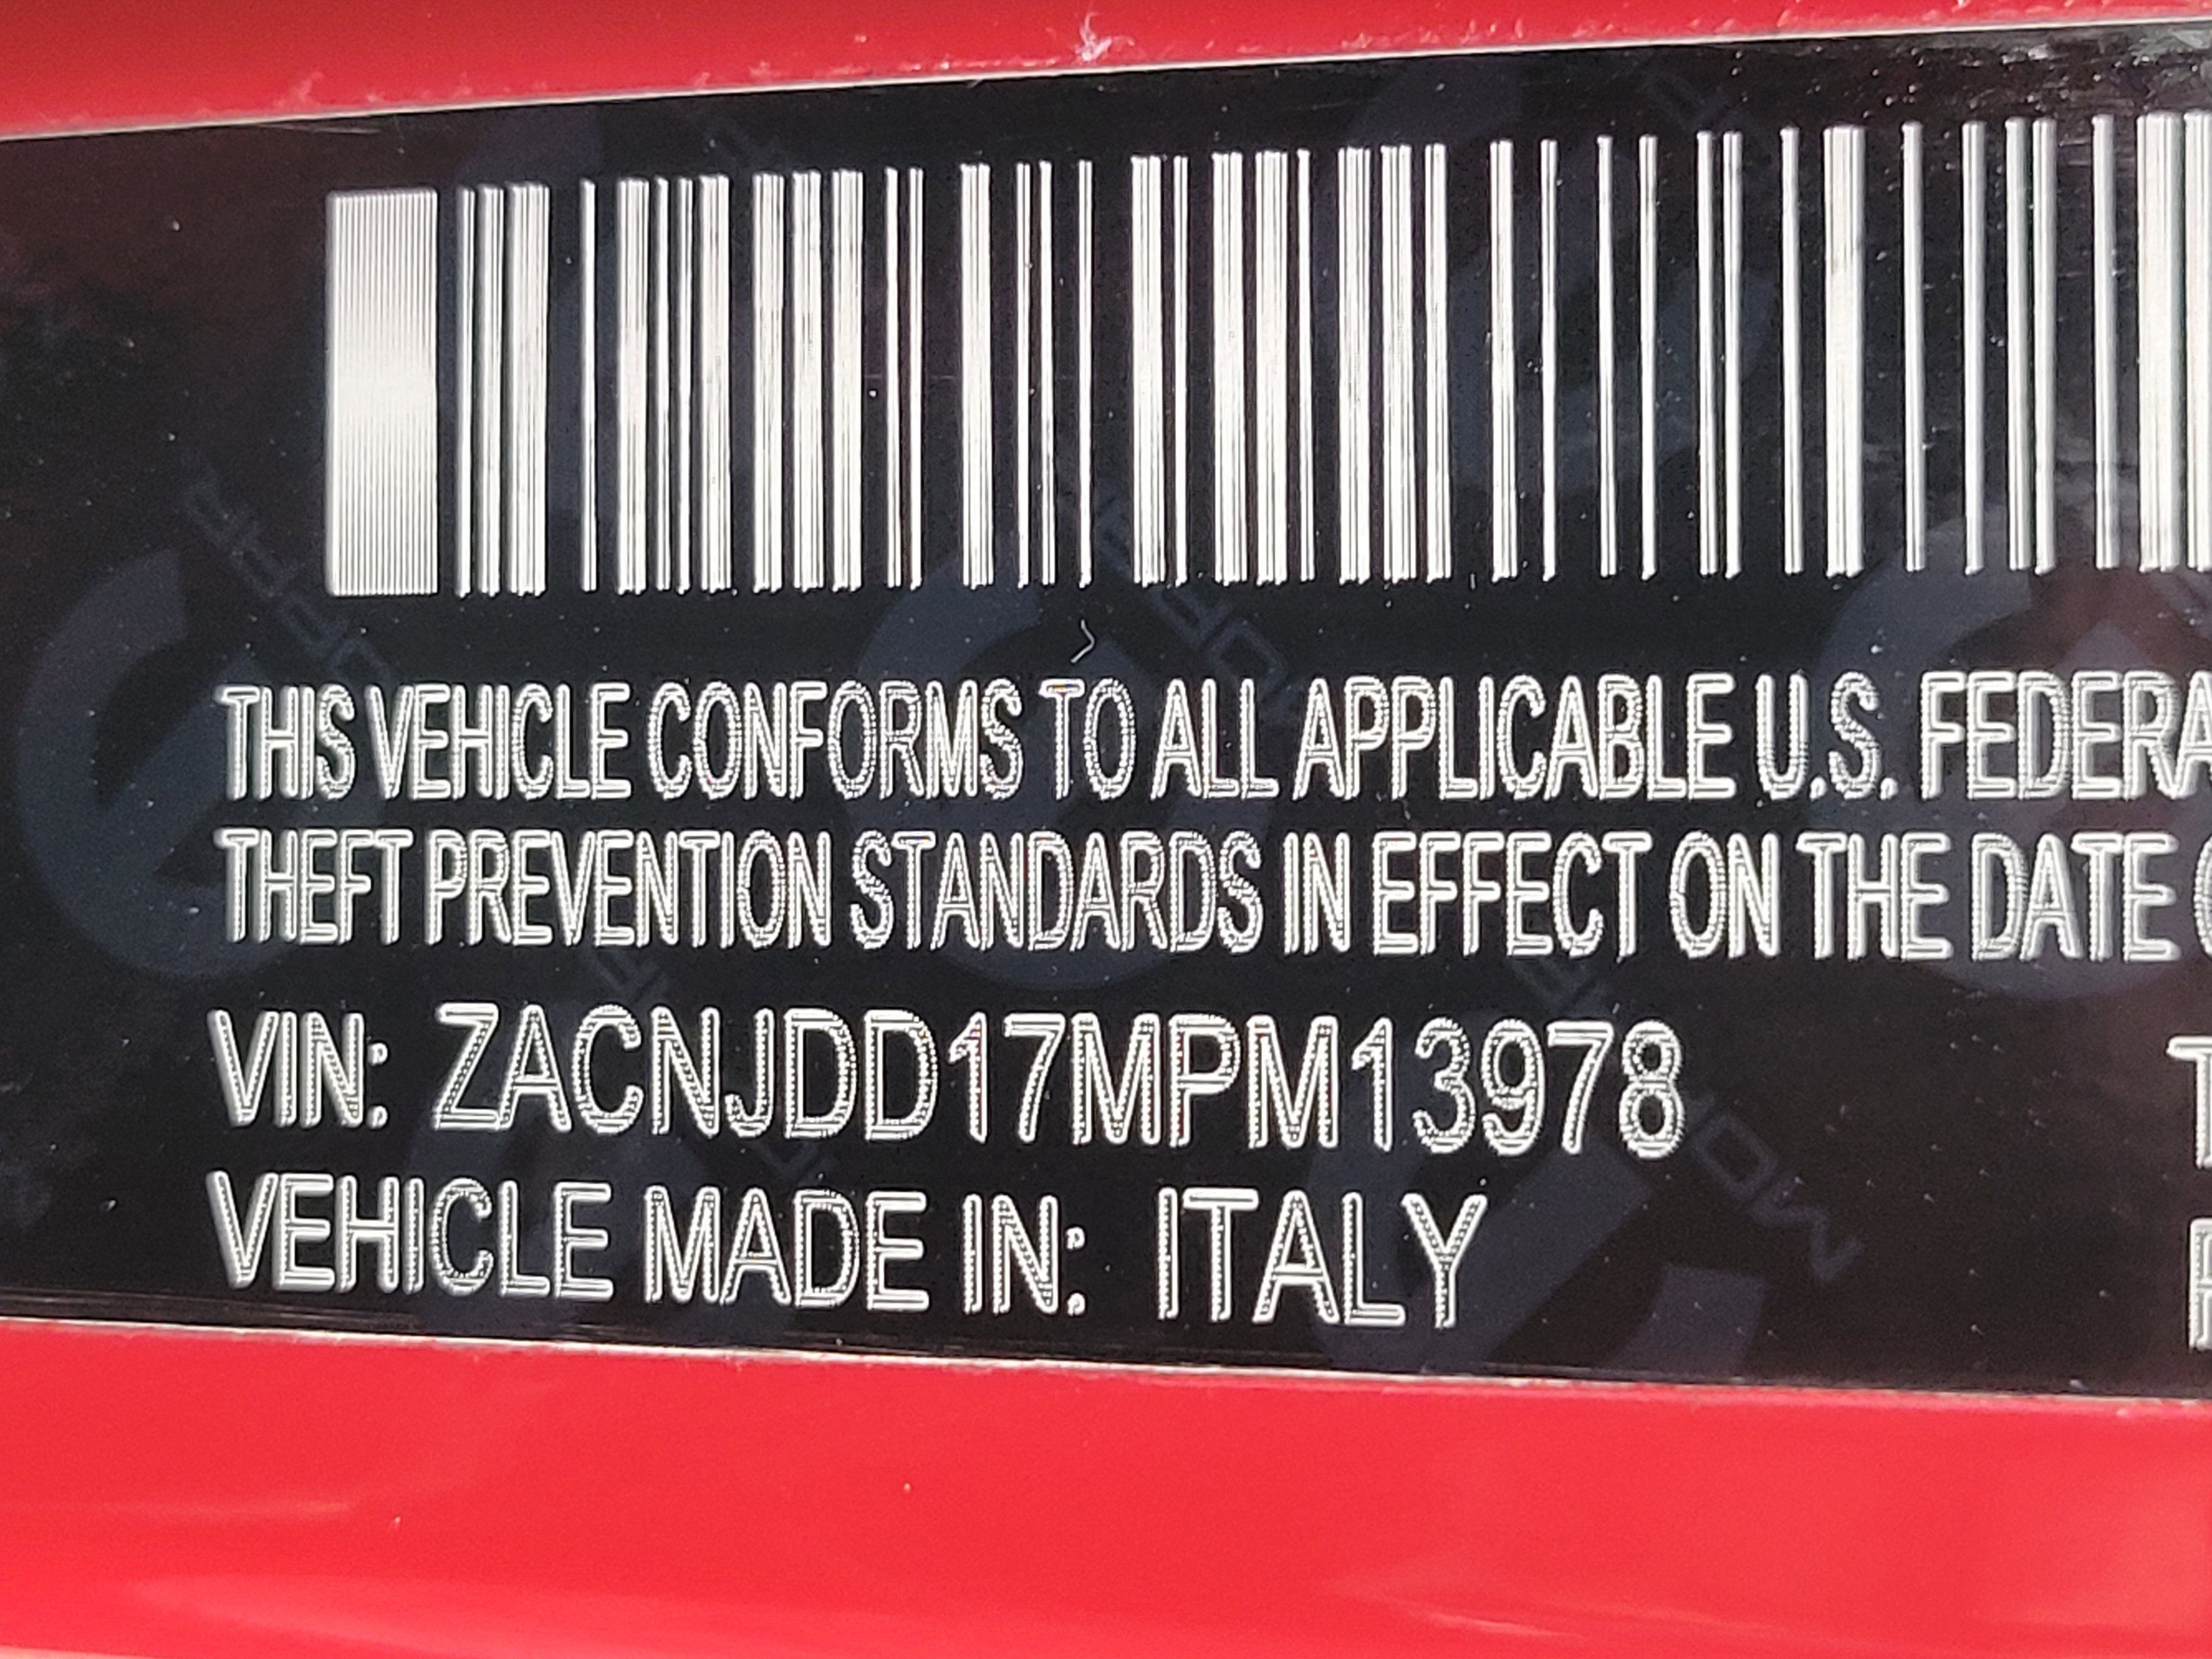 THIS VEHICLE CONFORMS TO ALL APPLICABLE U.S. FEDERA
THEFT PREVENTION STANDARDS IN EFFECT ON THE DATE
VIN: ZACNJDD17MPM13978
VEHICLE MADE IN: ITALY